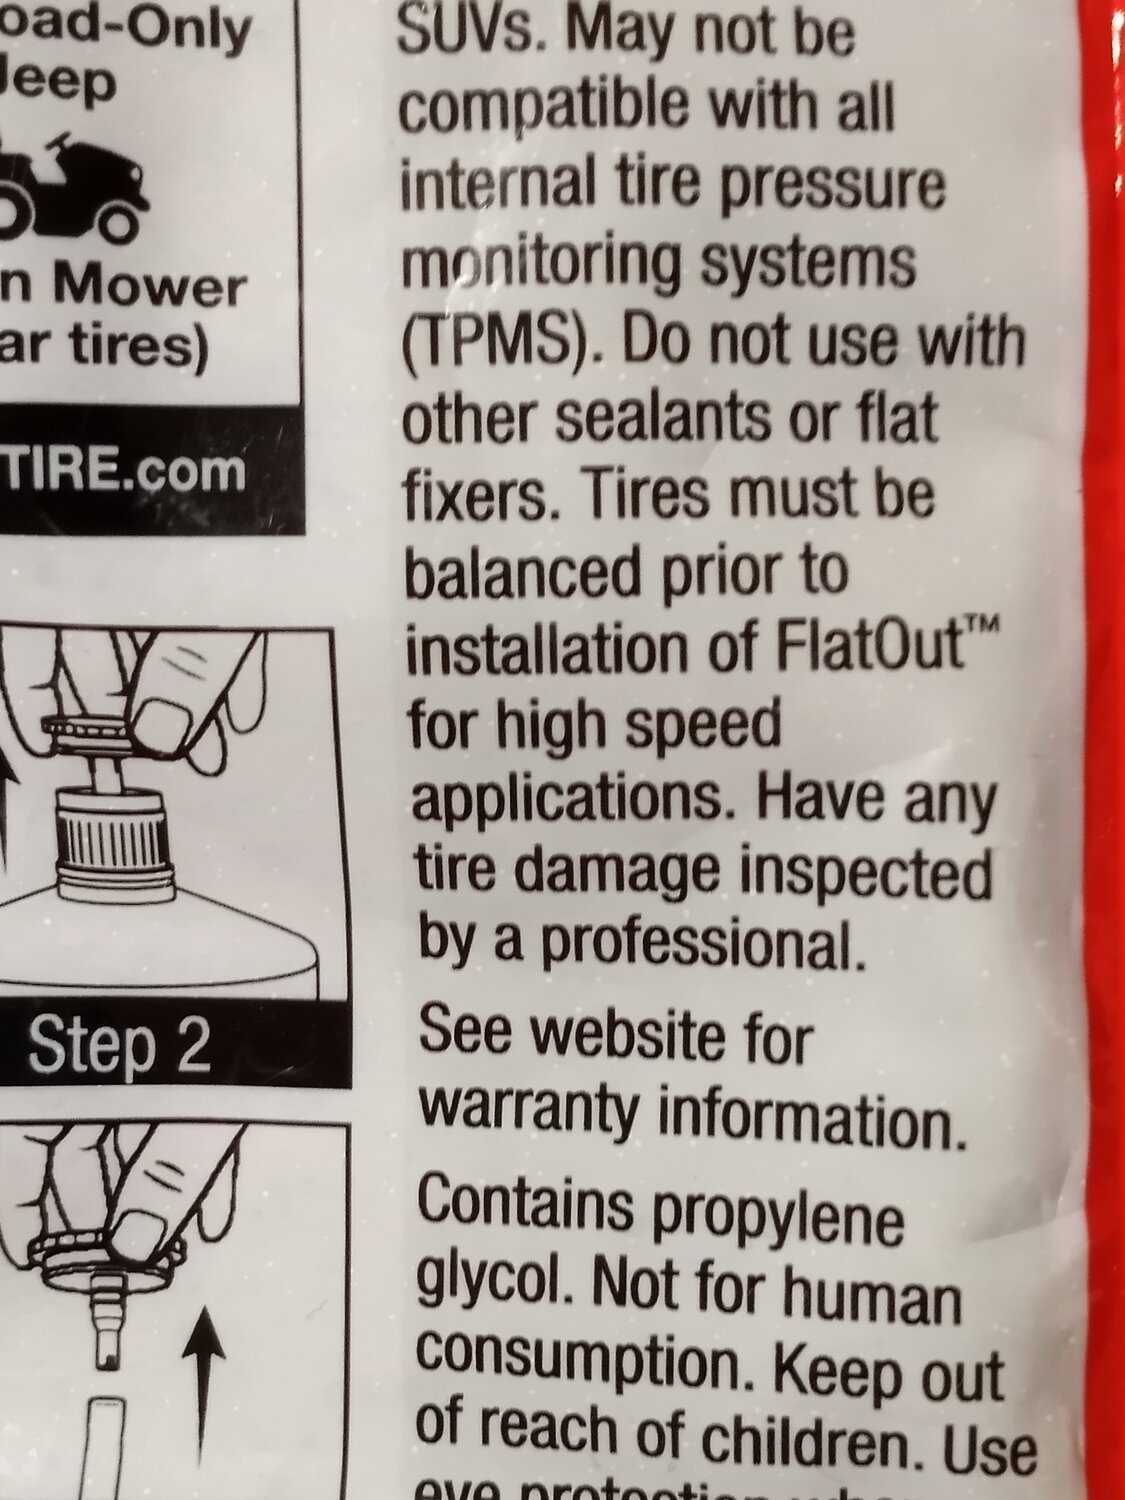 oad-Only
Jeep
n Mower
ar tires)
TIRE.com
Step 2
SUVs. May not be
compatible with all
internal tire pressure
monitoring systems
(TPMS). Do not use with
other sealants or flat
fixers. Tires must be
balanced prior to
installation of FlatOut™
for high speed
applications. Have any
tire damage inspected
by a professional.
See website for
warranty information.
Contains propylene
glycol. Not for human
consumption. Keep out
of reach of children. Use
eye protection